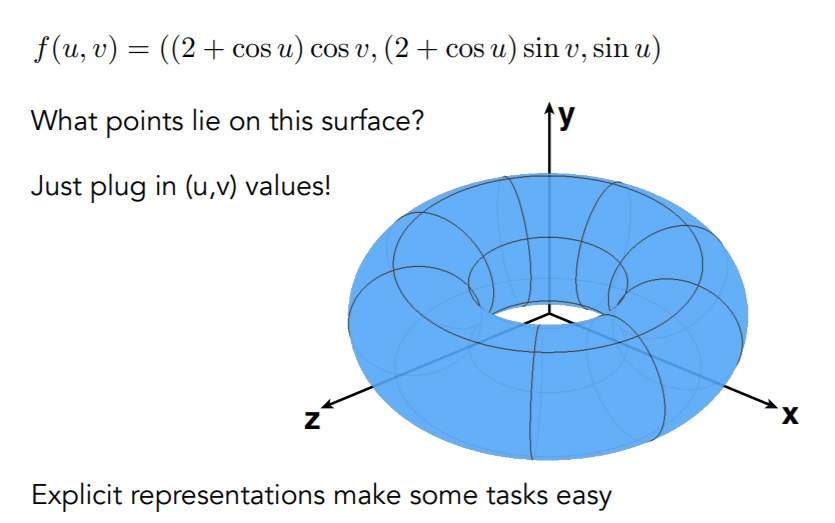 f(u, v) = ((2 + cos u) cos v, (2 + cos u) sin v, sin u)
What points lie on this surface?
y
Just plug in (u,v) values!
z
x
Explicit representations make some tasks easy